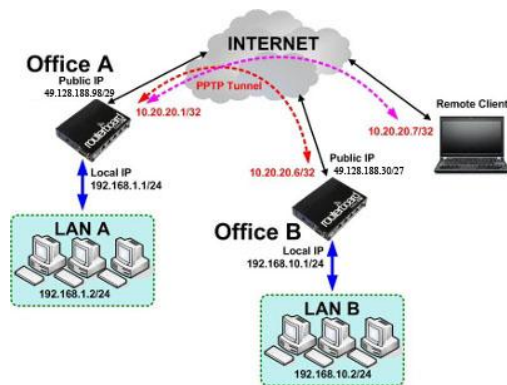 INTERNET
Office A
Public IP
49.128.188.98/29
PPTP Tunnel
10.20.20.1/32
10.20.20.7/32
Remote Client
routerboard
Public IP
49.128.188.30/27
10.20.20.6/32
Local IP
192.168.1.1/24
routerboard
Office B
LAN A
Local IP
192.168.10.1/24
192.168.1.2/24
LAN B
192.168.10.2/24